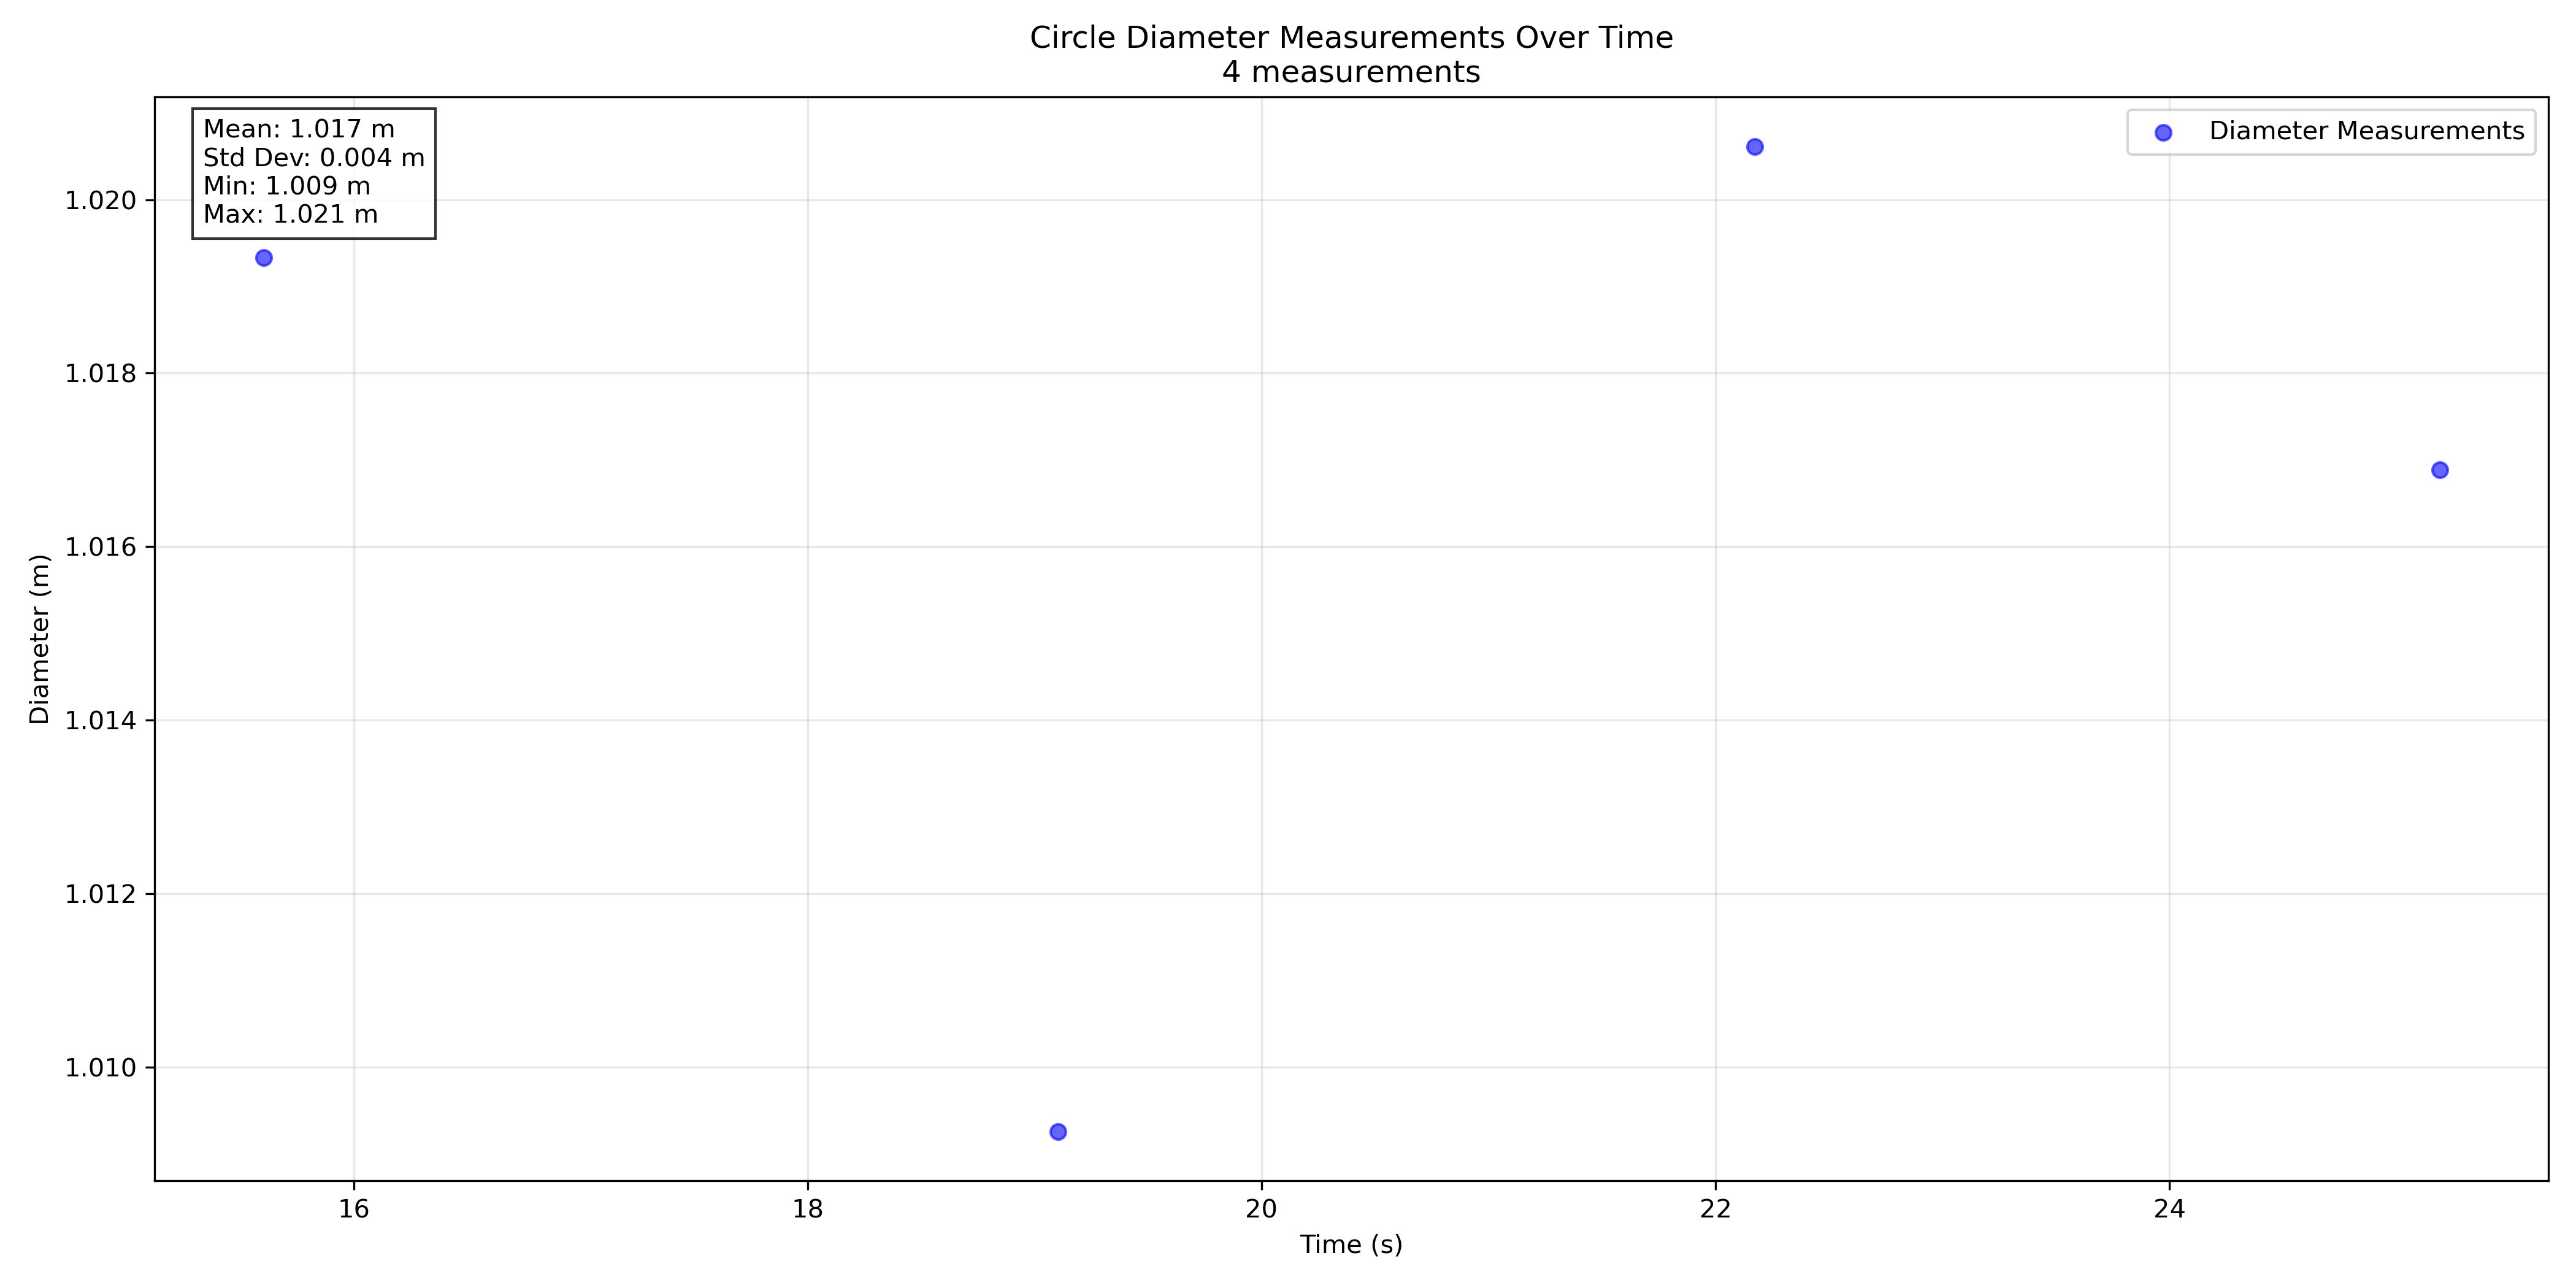 Circle Diameter Measurements Over Time
4 measurements
Mean: 1.017 m
Std Dev: 0.004 m
Min: 1.009 m
Max: 1.021 m
Diameter Measurements
1.020
1.018
1.016
1.014
1.012
1.010
Diameter (m)
16
18
20
22
24
Time (s)